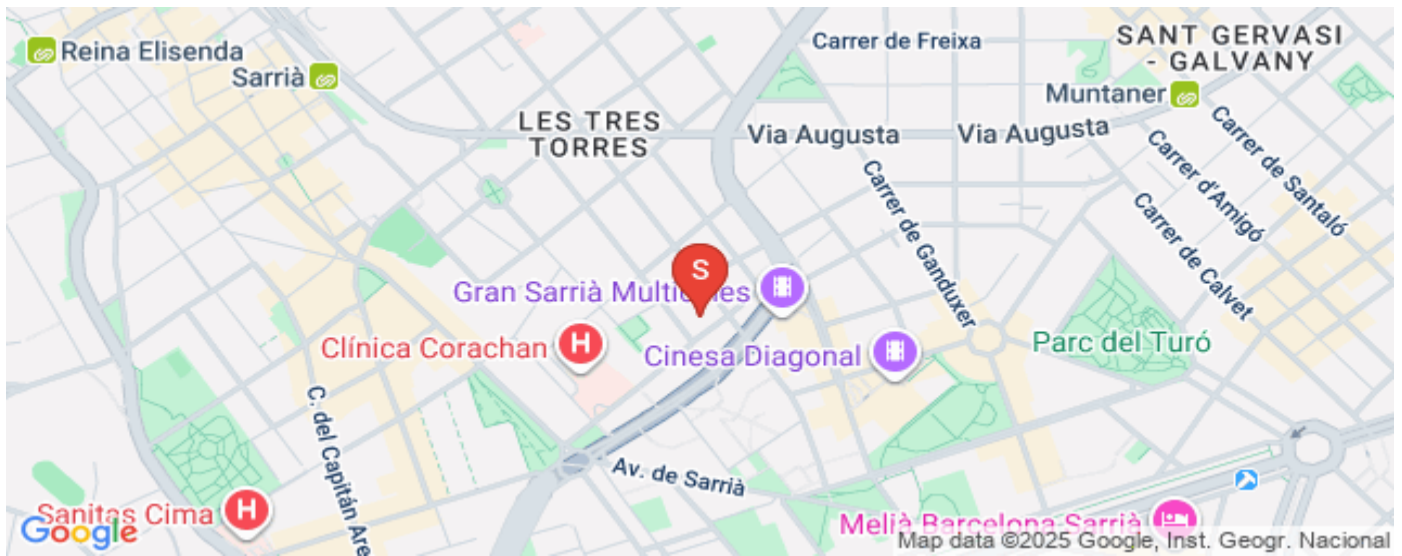 Reina Elisenda
Sarrià
LES TRES
TORRES
Carrer de Freixa
SANT GERVASI
- GALVANY
Muntaner
Via Augusta
Via Augusta
Carrer de Santaló
Carrer d'Amigó
Carrer de Calvet
Carrer de Ganduxer
S
Gran Sarrià Multicines
H
Clínica Corachan
Cinesa Diagonal
Parc del Turó
C. del Capitán Are
Av. de Sarrià
Sanitas Cima
H
Melià Barcelona Sarrià
Google
Map data ©2025 Google, Inst. Geogr. Nacional